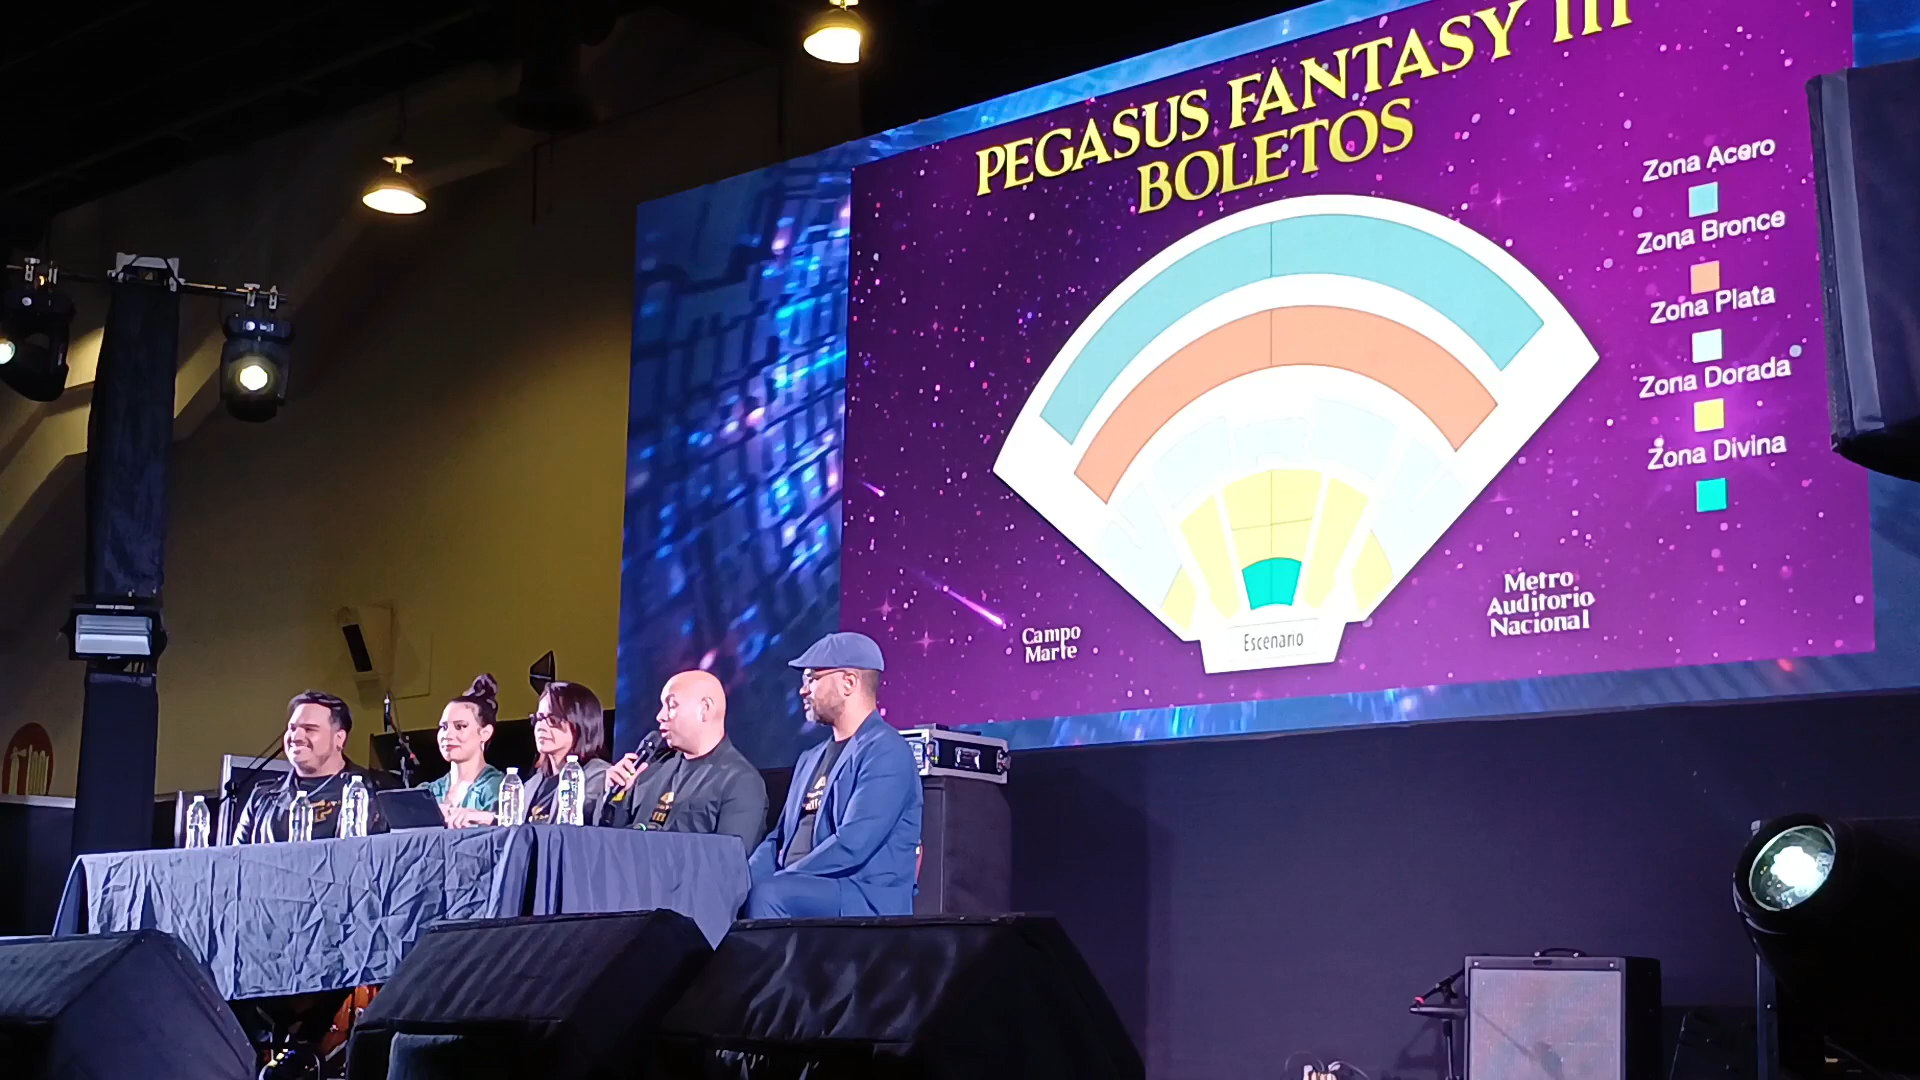 PEGASUS FANTASY III
BOLETOS
Zona Acero
Zona Bronce
Zona Plata
Zona Dorada
Zona Divina
Campo
Marte
Metro
Auditorio
Nacional
Escenario